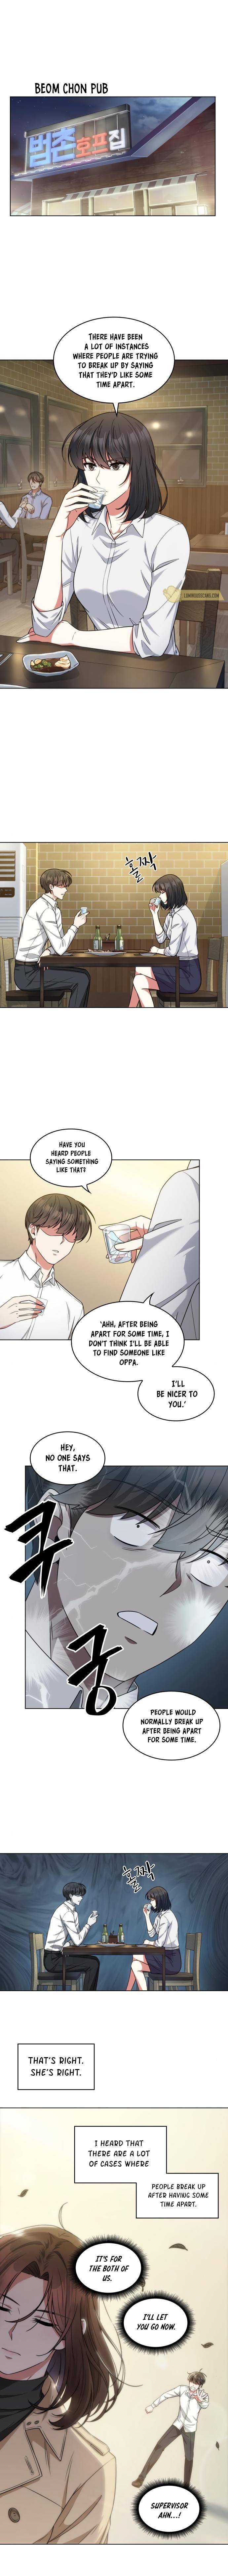 BEOM CHON PUB
범촌호프집
THERE HAVE BEEN
A LOT OF INSTANCES
WHERE PEOPLE ARE TRYING
TO BREAK UP BY SAYING
THAT THEY'D LIKE SOME
TIME APART.
홀짝
HAVE YOU
HEARD PEOPLE
SAYING SOMETHING
LIKE THAT?
'AHH, AFTER BEING
APART FOR SOME TIME, I
DON'T THINK I'LL BE ABLE
TO FIND SOMEONE LIKE
OPPA.
I'LL
BE NICER TO
YOU.'
HEY,
NO ONE SAYS
THAT.
쿠
궁
PEOPLE WOULD
NORMALLY BREAK UP
AFTER BEING APART
FOR SOME TIME.
홀짝
THAT'S RIGHT.
SHE'S RIGHT.
I HEARD THAT
THERE ARE A LOT
OF CASES WHERE
PEOPLE BREAK UP
AFTER HAVING SOME
TIME APART.
IT'S FOR
THE BOTH OF
US.
I'LL LET
YOU GO NOW.
SUPERVISOR
AHN...!